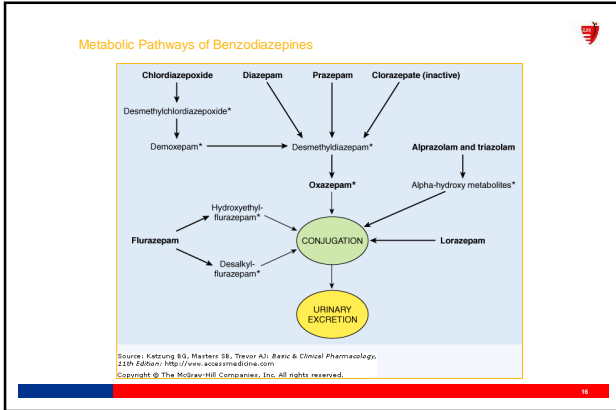 Metabolic Pathways of Benzodiazepines
Chlordiazepoxide Diazepam Prazepam Clorazepate (inactive)
Desmethylchlordiazepoxide*
Demoxepam* Desmethyldiazepam* Alprazolam and triazolam
Oxazepam* Alpha-hydroxy metabolites*
Hydroxyethyl-
flurazepam*
Flurazepam CONJUGATION Lorazepam
Desalkyl-
flurazepam*
URINARY
EXCRETION
Source: Katzung BG, Masters SB, Trevor AJ: Basic & Clinical Pharmacology,
11th Edition: http://www.accessmedicine.com
Copyright © The McGraw-Hill Companies, Inc. All rights reserved.
16